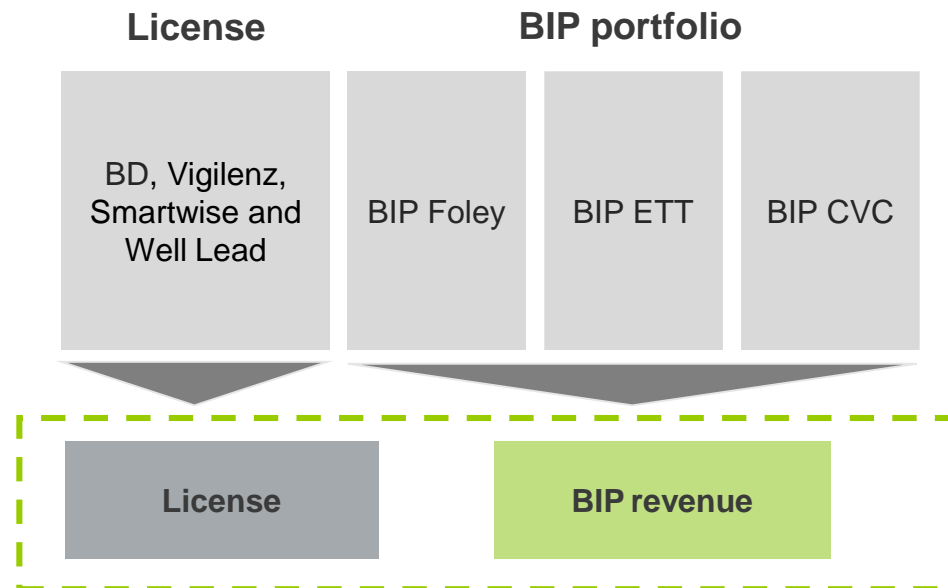 License
BIP portfolio
BD, Vigilenz,
Smartwise and
Well Lead
BIP Foley
BIP ETT
BIP CVC
License
BIP revenue